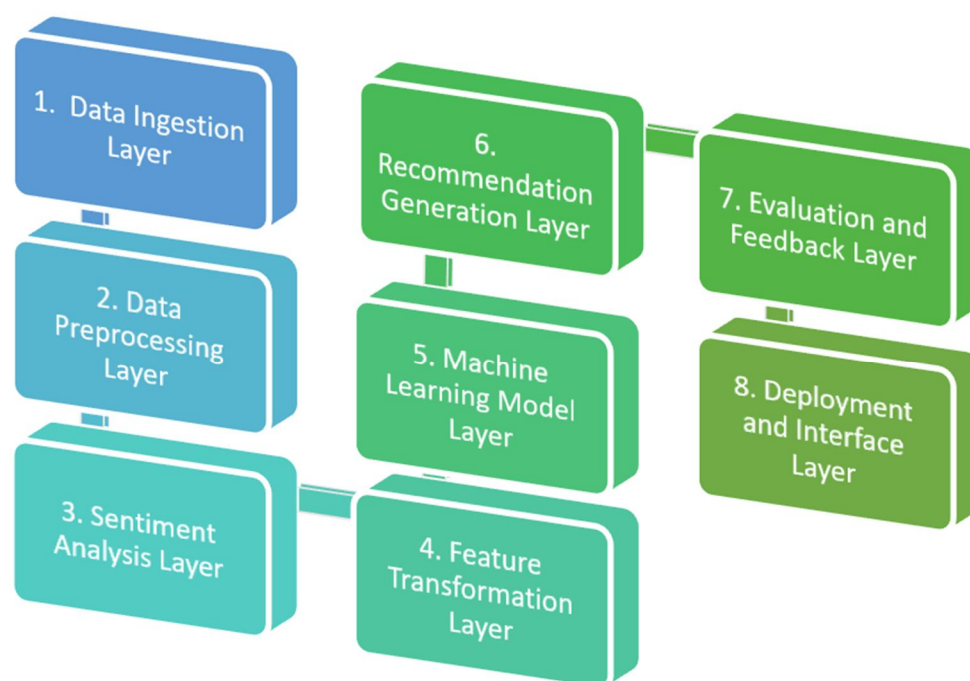 1. Data Ingestion
Layer
2. Data
Preprocessing
Layer
3. Sentiment
Analysis Layer
4. Feature
Transformation
Layer
5. Machine
Learning Model
Layer
6.
Recommendation
Generation Layer
7. Evaluation and
Feedback Layer
8. Deployment
and Interface
Layer